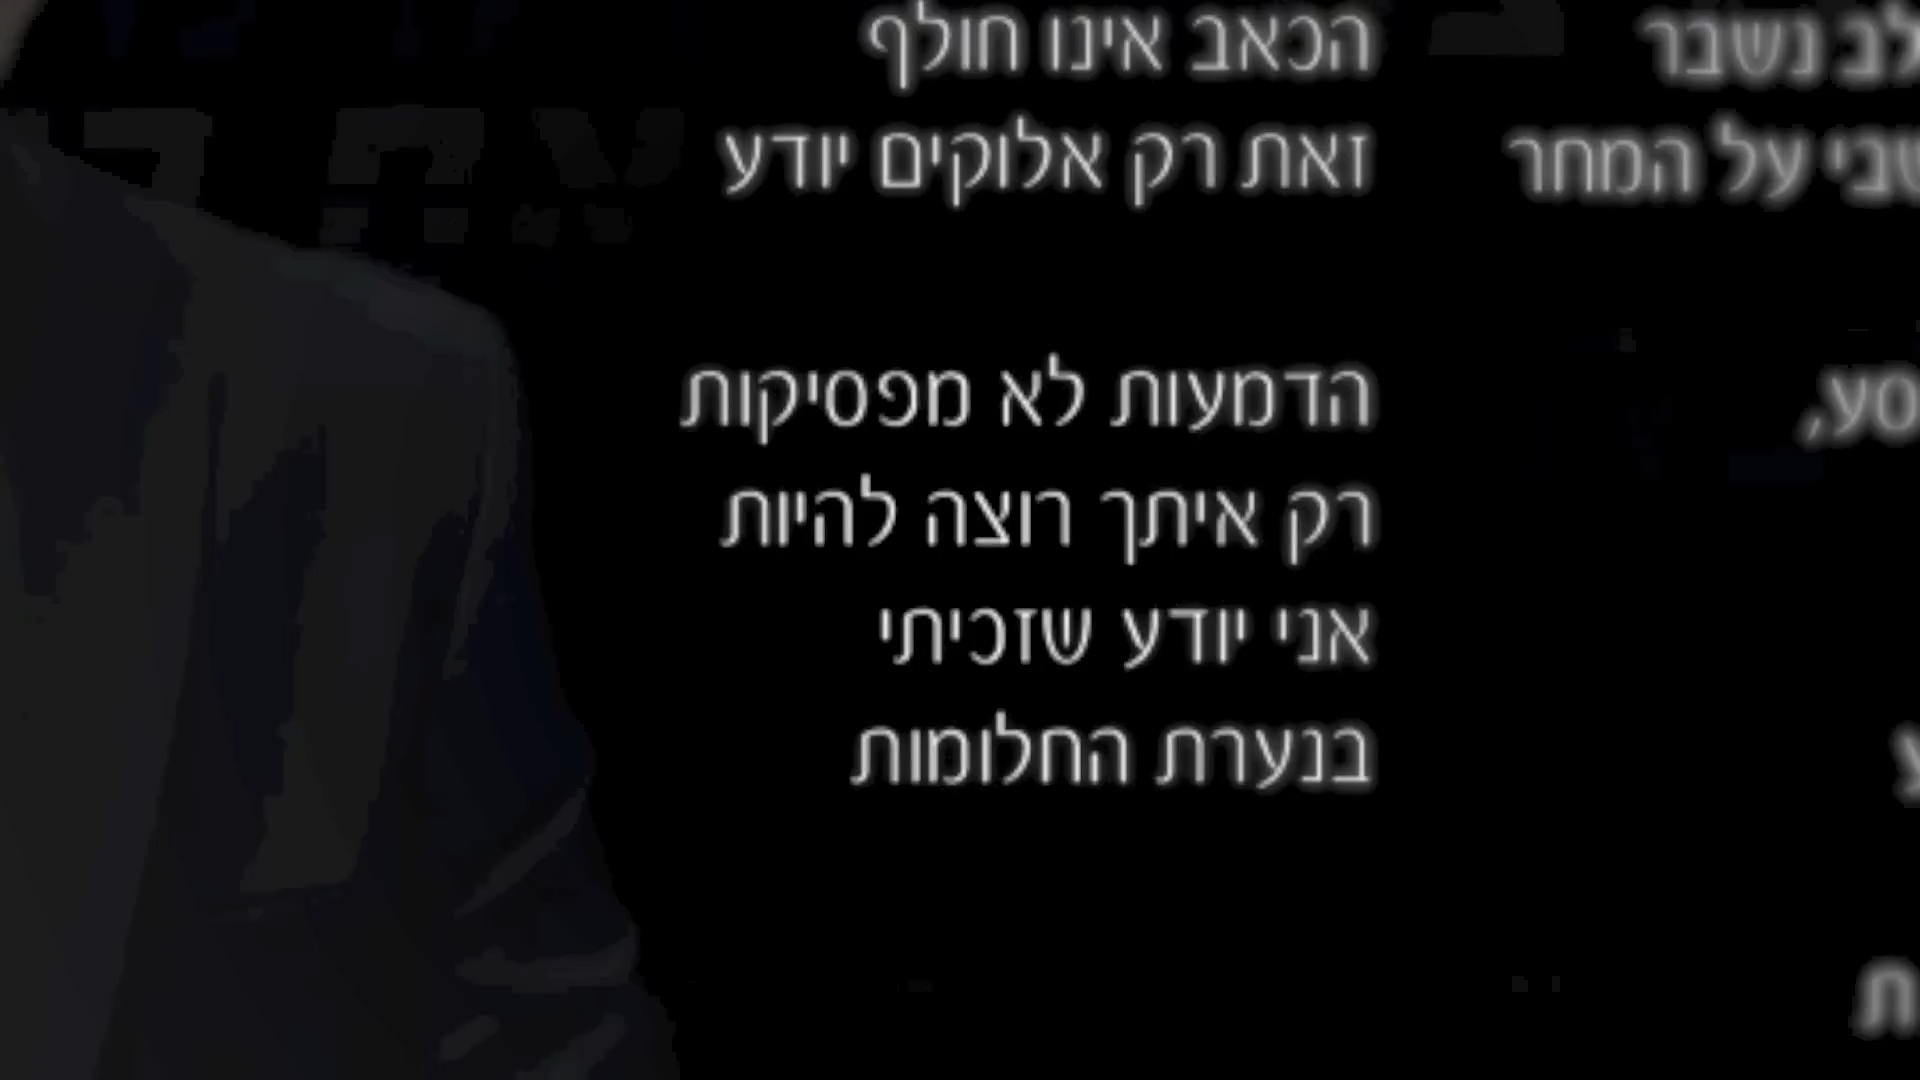 לב נשבר
על המחר
הכאב אינו חולף
זאת רק אלוקים יודע
הדמעות לא מפסיקות
רק איתך רוצה להיות
אני יודע שזכיתי
בנערת החלומות